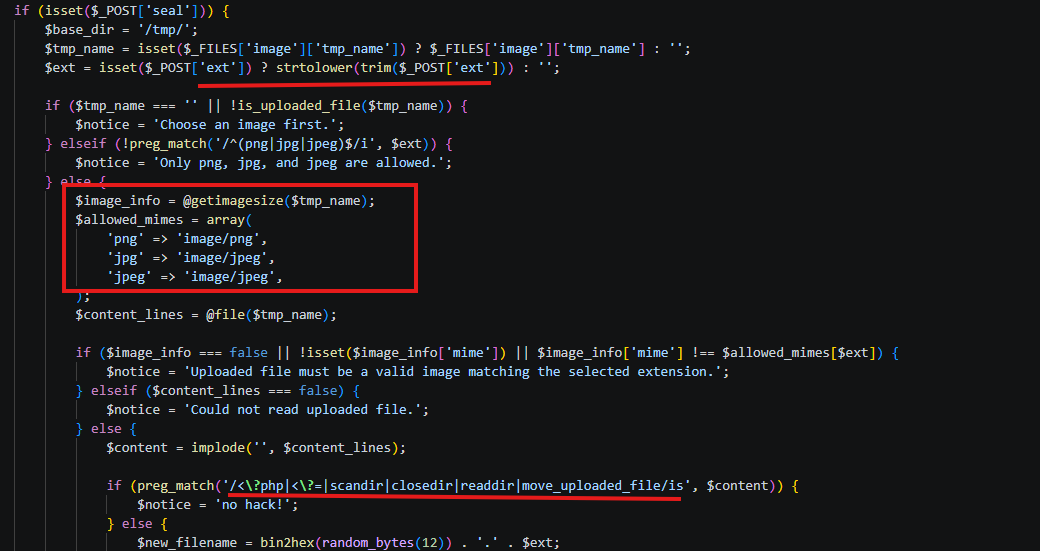 if (isset($_POST['seal'])) {
$base_dir = '/tmp/';
$tmp_name = isset($_FILES['image']['tmp_name']) ? $_FILES['image']['tmp_name'] : '';
$ext = isset($_POST['ext']) ? strtolower(trim($_POST['ext'])) : '';
if ($tmp_name === '' || !is_uploaded_file($tmp_name)) {
$notice = 'Choose an image first.';
} elseif (!preg_match('/^(png|jpg|jpeg)$/i', $ext)) {
$notice = 'Only png, jpg, and jpeg are allowed.';
} else {
$image_info = @getimagesize($tmp_name);
$allowed_mimes = array(
'png' => 'image/png',
'jpg' => 'image/jpeg',
'jpeg' => 'image/jpeg',
);
$content_lines = @file($tmp_name);
if ($image_info === false || !isset($image_info['mime']) || $image_info['mime'] !== $allowed_mimes[$ext]) {
$notice = 'Uploaded file must be a valid image matching the selected extension.';
} elseif ($content_lines === false) {
$notice = 'Could not read uploaded file.';
} else {
$content = implode('', $content_lines);
if (preg_match('/<\?php|<\?=|scandir|closedir|readdir|move_uploaded_file/is', $content)) {
$notice = 'no hack!';
} else {
$new_filename = bin2hex(random_bytes(12)) . '.' . $ext;